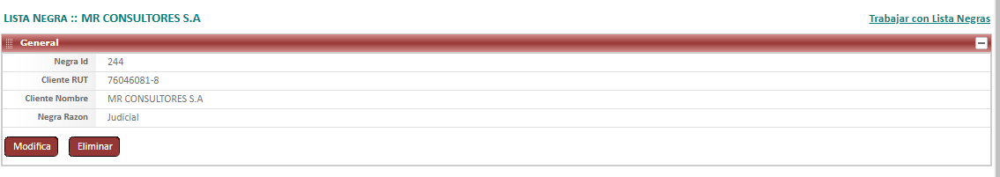 LISTA NEGRA :: MR CONSULTORES S.A
Trabajar con Lista Negras
General
Negra Id 244
Cliente RUT 76046081-8
Cliente Nombre MR CONSULTORES S.A
Negra Razon Judicial
Modifica Eliminar